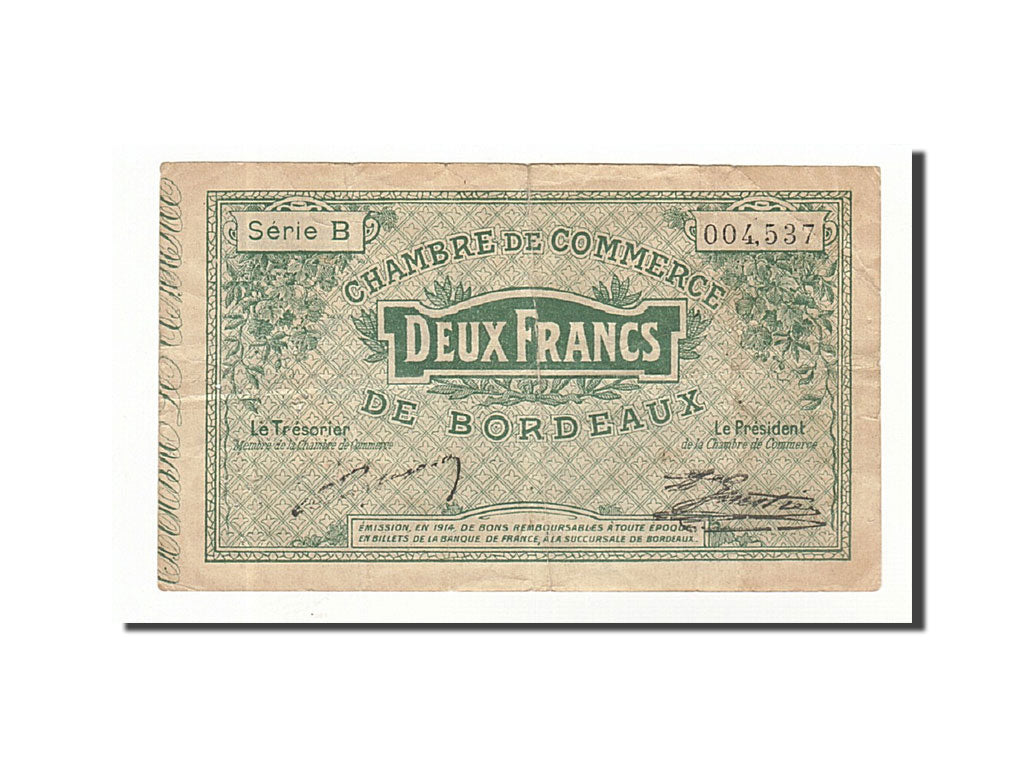 Série B
004,537
CHAMBRE DE COMMERCE
DEUX FRANCS
DE BORDEAUX
Le Trésorier
Membre de la Chambre de Commerce
Le Président
de la Chambre de Commerce
ÉMISSION, EN 1914, DE BONS REMBOURSABLES A TOUTE ÉPOQUE
EN BILLETS DE LA BANQUE DE FRANCE, A LA SUCCURSALE DE BORDEAUX.